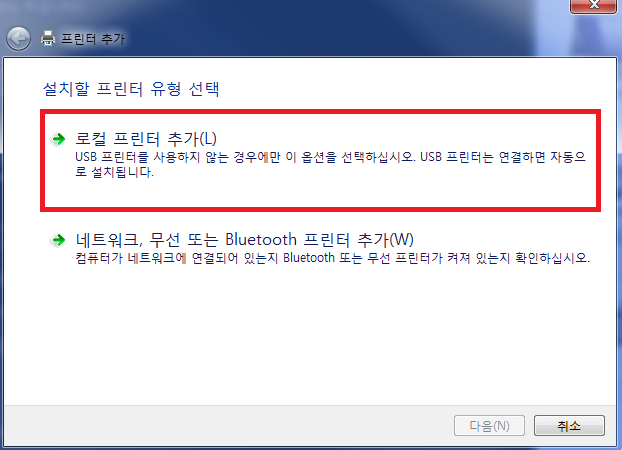 프린터 추가
설치할 프린터 유형 선택
로컬 프린터 추가(L)
USB 프린터를 사용하지 않는 경우에만 이 옵션을 선택하십시오. USB 프린터는 연결하면 자동으
로 설치됩니다.
네트워크, 무선 또는 Bluetooth 프린터 추가(W)
컴퓨터가 네트워크에 연결되어 있는지 Bluetooth 또는 무선 프린터가 켜져 있는지 확인하십시오.
다음(N) 취소